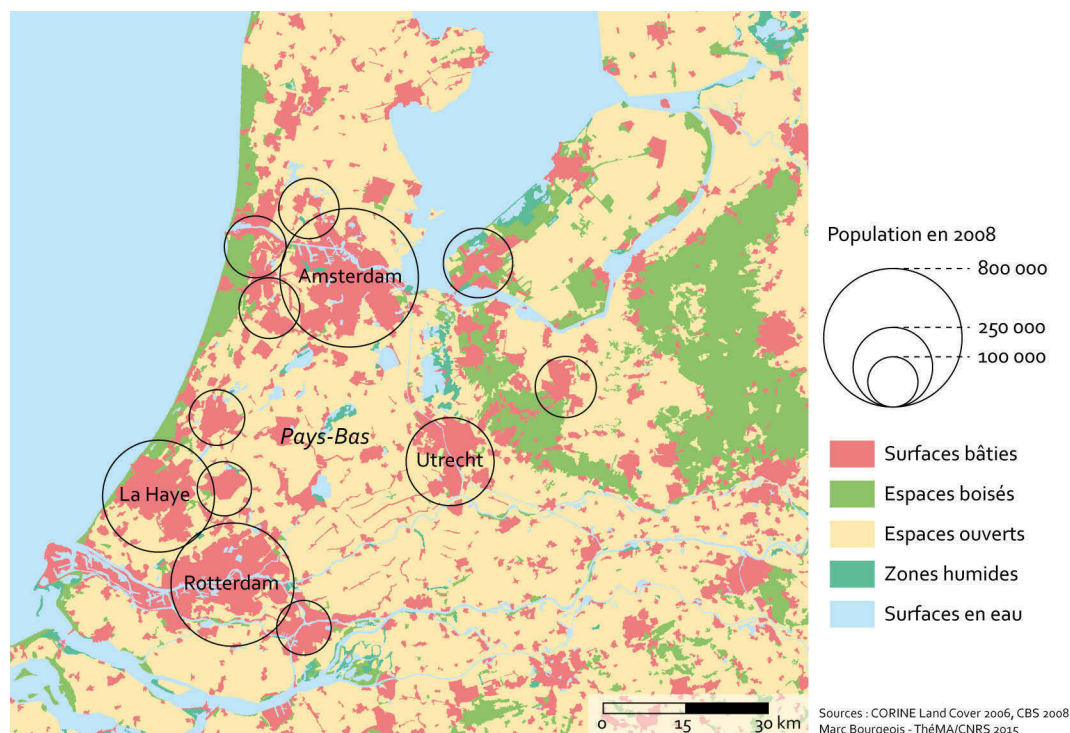 Amsterdam
Pays-Bas
Utrecht
La Haye
Rotterdam
0 15 30 km
Population en 2008
800 000
250 000
100 000
Surfaces bâties
Espaces boisés
Espaces ouverts
Zones humides
Surfaces en eau
Sources : CORINE Land Cover 2006, CBS 2008
Marc Bourgeois - ThéMA/CNRS 2015